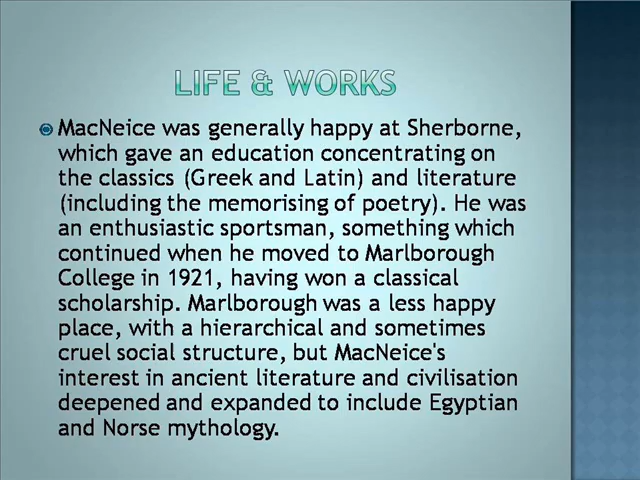 LIFE & WORKS
MacNeice was generally happy at Sherborne,
which gave an education concentrating on
the classics (Greek and Latin) and literature
(including the memorising of poetry). He was
an enthusiastic sportsman, something which
continued when he moved to Marlborough
College in 1921, having won a classical
scholarship. Marlborough was a less happy
place, with a hierarchical and sometimes
cruel social structure, but MacNeice's
interest in ancient literature and civilisation
deepened and expanded to include Egyptian
and Norse mythology.